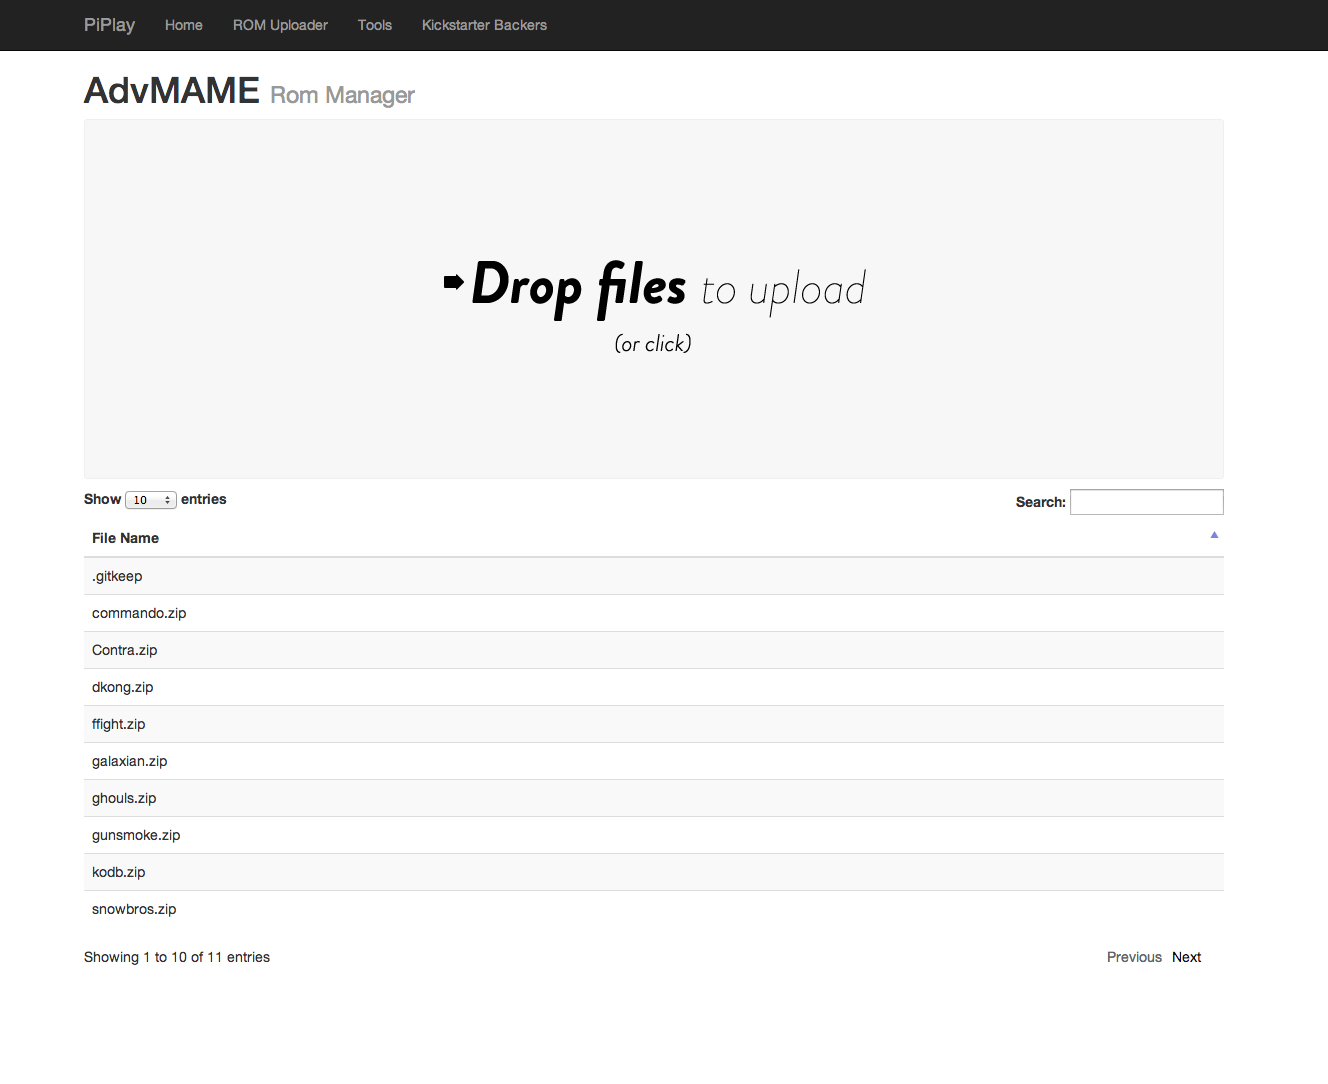 PiPlay Home ROM Uploader Tools Kickstarter Backers
AdvMAME Rom Manager
Drop files to upload
(or click)
Show 10 entries Search:
File Name
.gitkeep
commando.zip
Contra.zip
dkong.zip
ffight.zip
galaxian.zip
ghouls.zip
gunsmoke.zip
kodb.zip
snowbros.zip
Showing 1 to 10 of 11 entries Previous Next